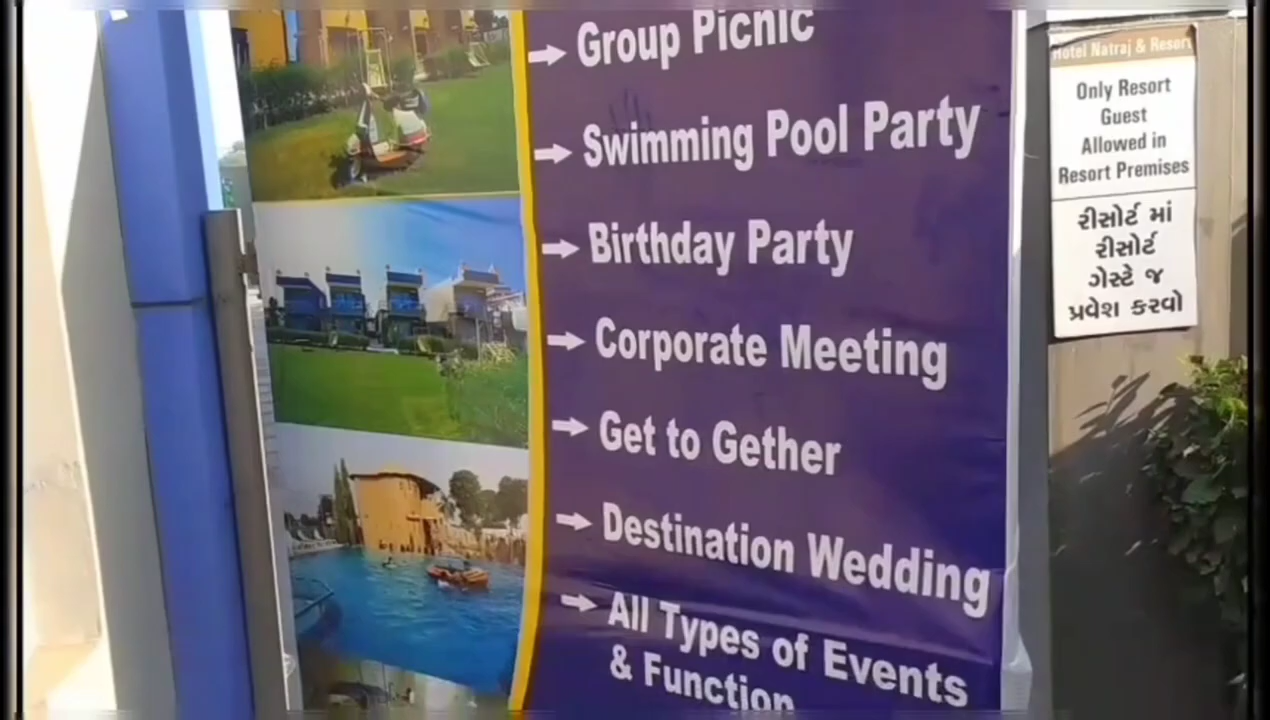 Group Picnic
Swimming Pool Party
Birthday Party
Corporate Meeting
Get to Gether
Destination Wedding
All Types of Events
& Function
Hotel Natraj & Resort
Only Resort
Guest
Allowed in
Resort Premises
રીસોર્ટ માં
રીસોર્ટ
ગેસ્ટે જ
પ્રવેશ કરવો